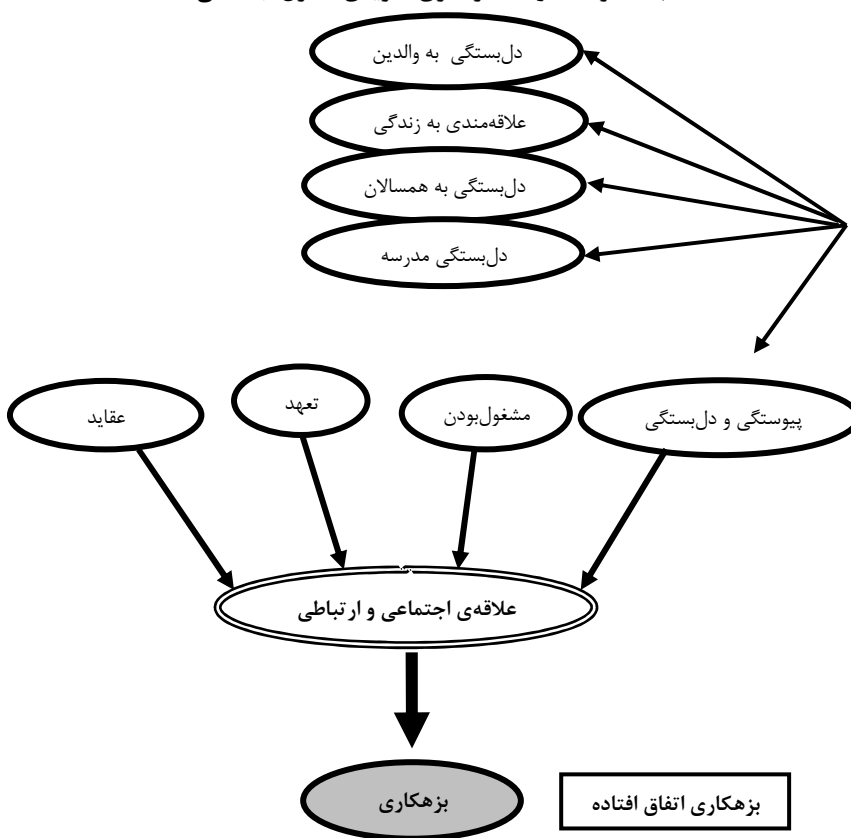 دل‌بستگی به والدین
علاقه‌مندی به زندگی
دل‌بستگی به همسالان
دل‌بستگی مدرسه
پیوستگی و دل‌بستگی
مشغول‌بودن
تعهد
عقاید
علاقه‌ی اجتماعی و ارتباطی
بزهکاری
بزهکاری اتفاق افتاده